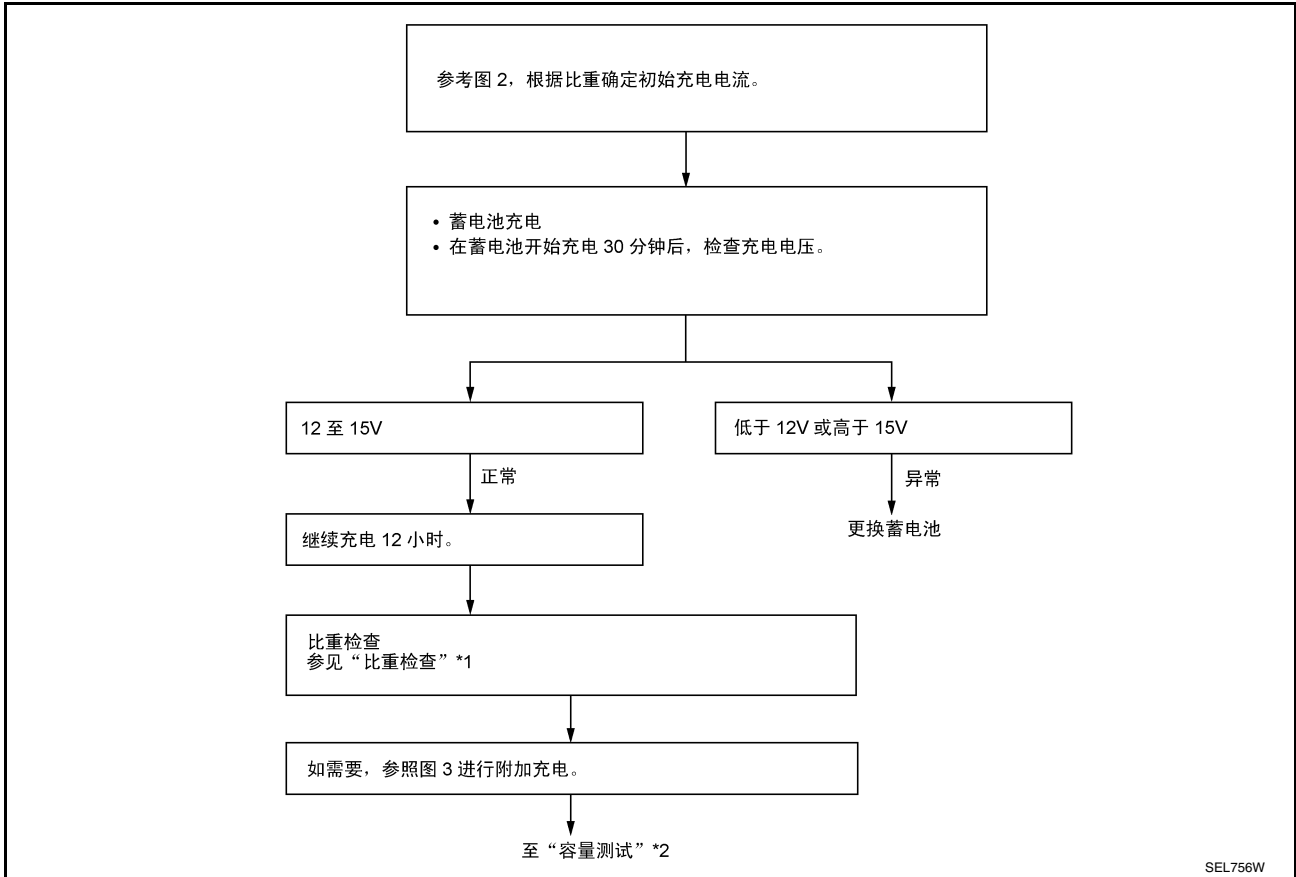 参考图 2，根据比重确定初始充电电流。
• 蓄电池充电
• 在蓄电池开始充电 30 分钟后，检查充电电压。
12 至 15V
低于 12V 或高于 15V
正常
异常
继续充电 12 小时。
更换蓄电池
比重检查
参见“比重检查”*1
如需要，参照图 3 进行附加充电。
至“容量测试”*2
SEL756W